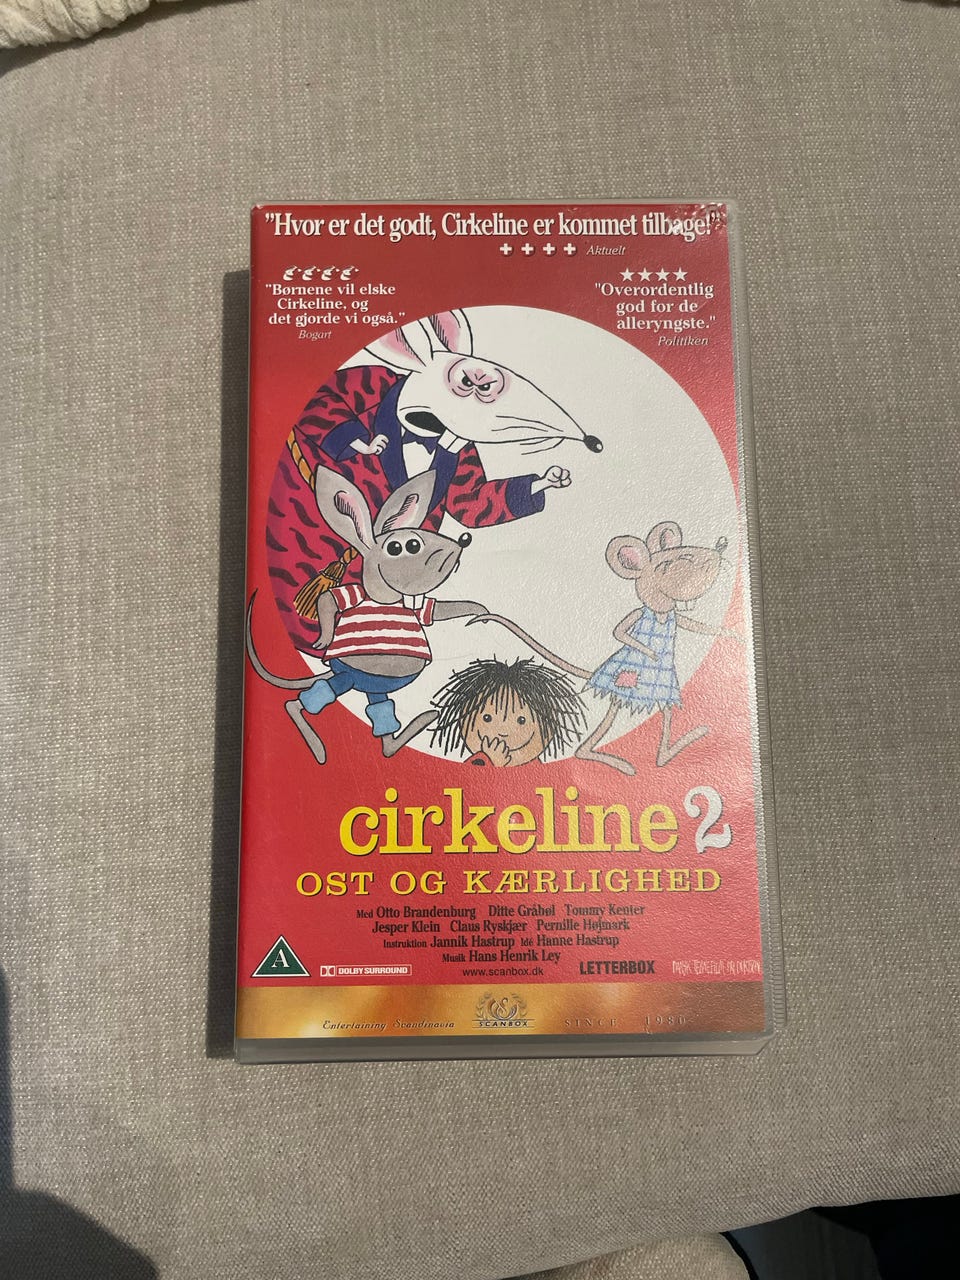 "Hvor er det godt, Cirkeline er kommet tilbage!"
Aktuelt
"Børnene vil elske
Cirkeline, og
det gjorde vi også."
Bogart
"Overordentlig
god for de
alleryngste."
Politiken
cirkeline 2
OST OG KÆRLIGHED
Med Otto Brandenburg Ditte Gråbøl Tommy Kenter
Jesper Klein Claus Ryskjær Pernille Højmark
Instruktion Jannik Hastrup Idé Hanne Hastrup
Musik Hans Henrik Ley
A
DOLBY SURROUND
www.scanbox.dk
LETTERBOX
DANSK TEGNEFILM PRODUKTION
Entertaining Scandinavia
S
SCANBOX
SINCE 1980